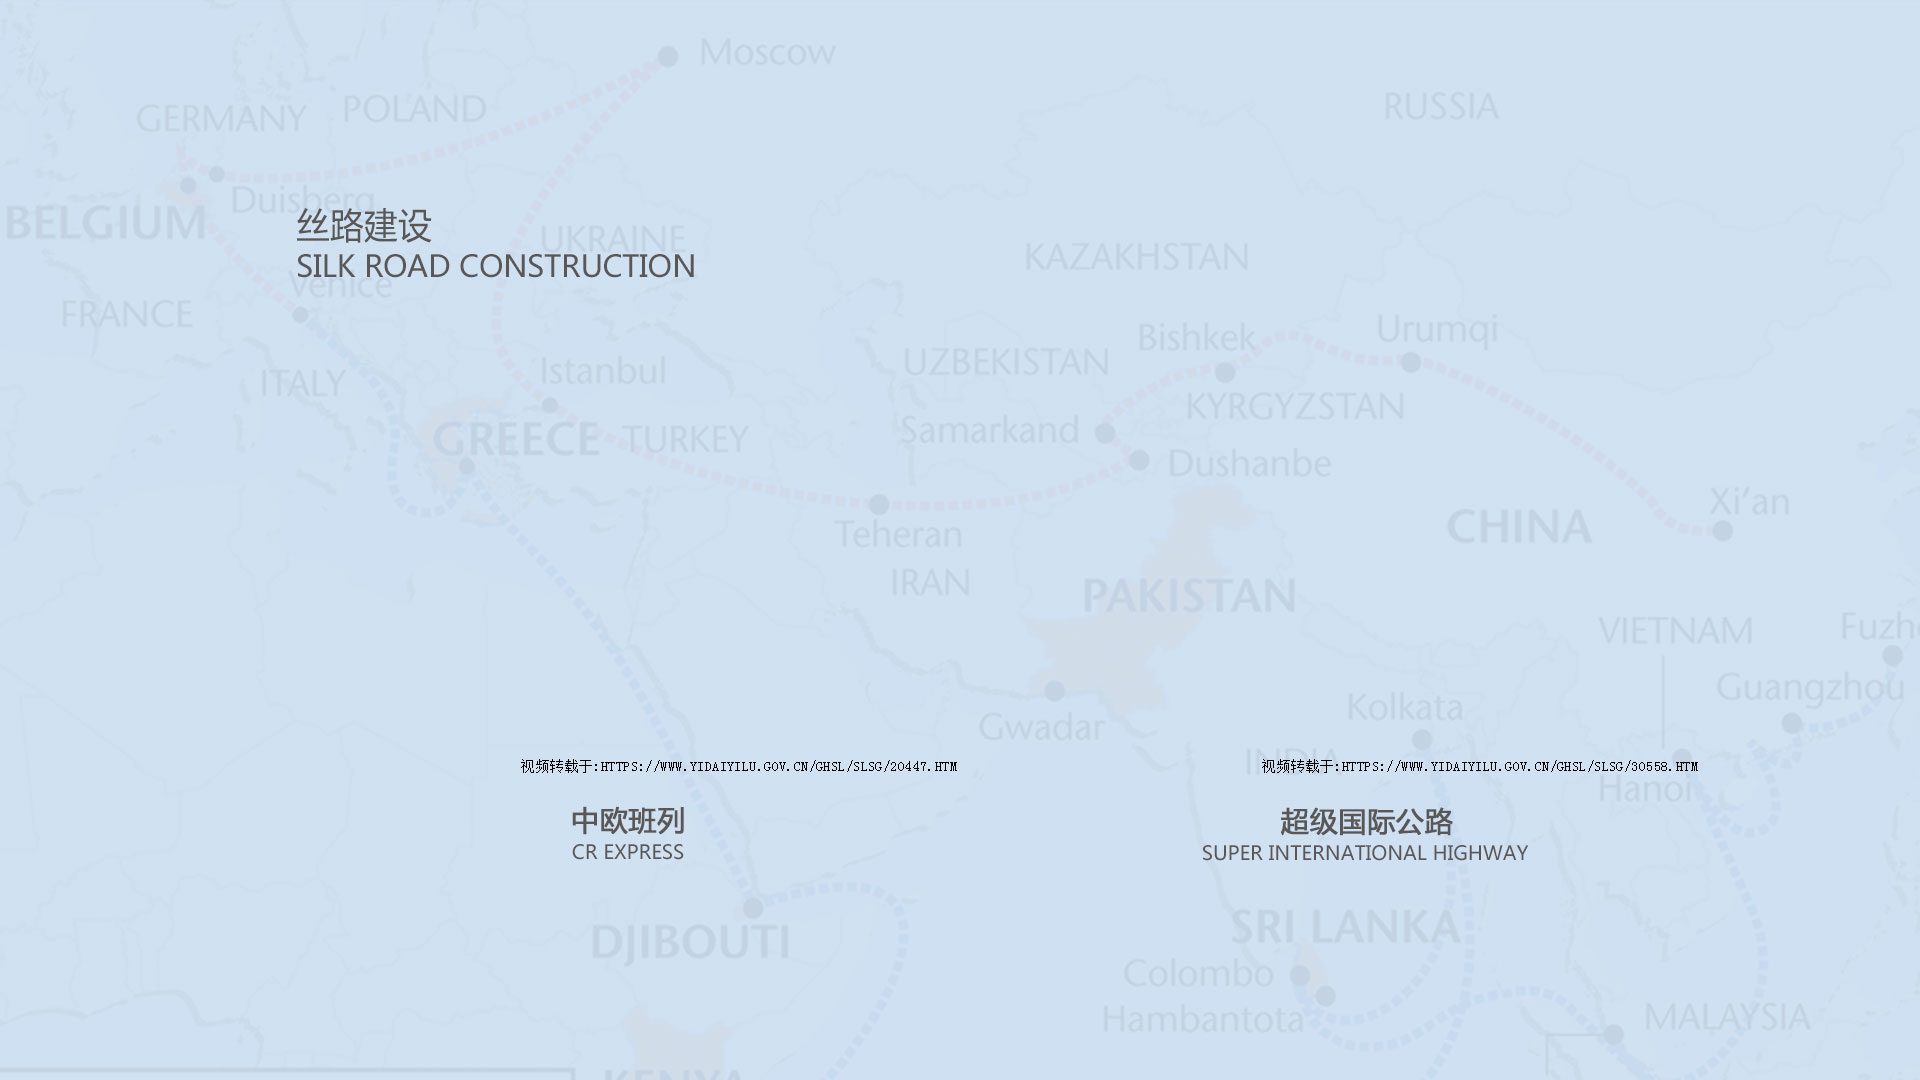 Moscow
RUSSIA
GERMANY
POLAND
Duisberg
BELGIUM
丝路建设
UKRAINE
SILK ROAD CONSTRUCTION
KAZAKHSTAN
Venice
FRANCE
Bishkek
Urumqi
UZBEKISTAN
Istanbul
ITALY
KYRGYZSTAN
Samarkand
GREECE
TURKEY
Dushanbe
Xi’an
CHINA
Teheran
IRAN
PAKISTAN
VIETNAM
Guangzhou
Kolkata
Gwadar
INDIA
视频转载于:HTTPS://WWW.YIDAIYILU.GOV.CN/GHSL/SLSG/20447.HTM
视频转载于:HTTPS://WWW.YIDAIYILU.GOV.CN/GHSL/SLSG/30558.HTM
Hanoi
中欧班列
CR EXPRESS
超级国际公路
SUPER INTERNATIONAL HIGHWAY
DJIBOUTI
SRI LANKA
Colombo
Hambantota
MALAYSIA
KENYA